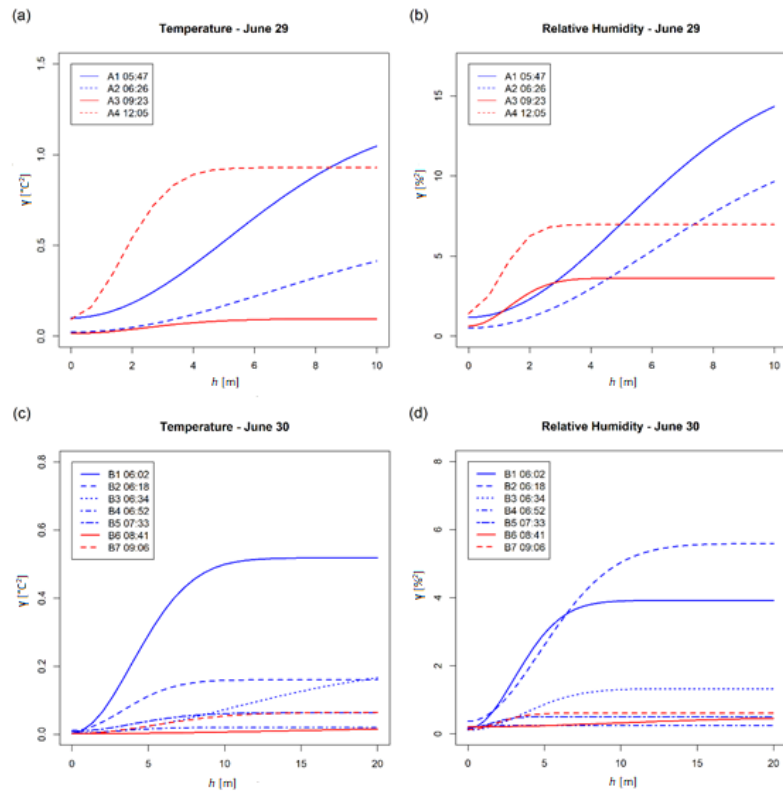 (a)
Temperature - June 29
A1 05:47
A2 06:26
A3 09:23
A4 12:05
γ [°C²]
0.0 0.5 1.0 1.5
0 2 4 6 8 10
h [m]
(b)
Relative Humidity - June 29
A1 05:47
A2 06:26
A3 09:23
A4 12:05
γ [%²]
0 5 10 15
0 2 4 6 8 10
h [m]
(c)
Temperature - June 30
B1 06:02
B2 06:18
B3 06:34
B4 06:52
B5 07:33
B6 08:41
B7 09:06
γ [°C²]
0.0 0.2 0.4 0.6 0.8
0 5 10 15 20
h [m]
(d)
Relative Humidity - June 30
B1 06:02
B2 06:18
B3 06:34
B4 06:52
B5 07:33
B6 08:41
B7 09:06
γ [%²]
0 2 4 6 8
0 5 10 15 20
h [m]